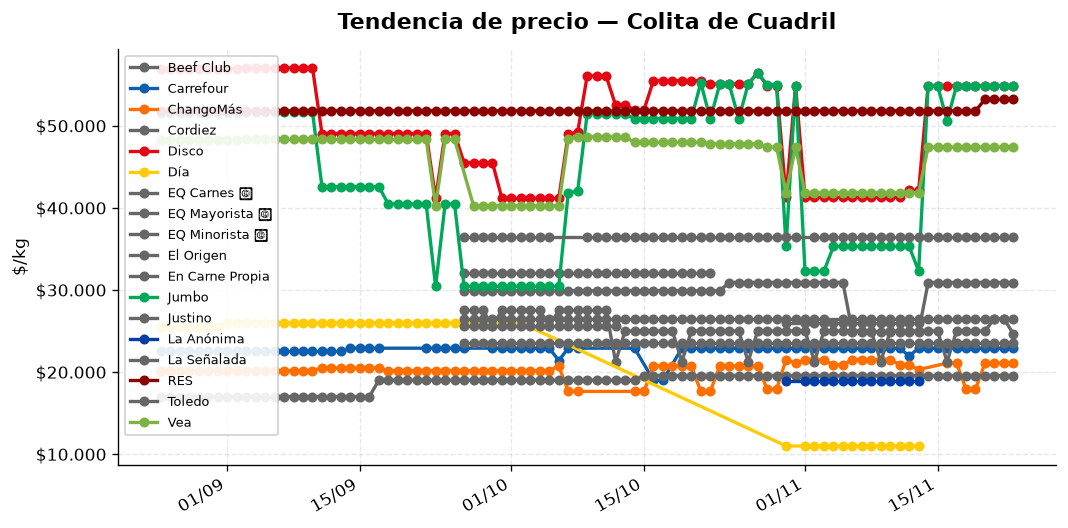 Tendencia de precio — Colita de Cuadril
$/kg
$50.000
$40.000
$30.000
$20.000
$10.000
Beef Club
Carrefour
ChangoMás
Cordiez
Disco
Día
EQ Carnes
EQ Mayorista
EQ Minorista
El Origen
En Carne Propia
Jumbo
Justino
La Anónima
La Señalada
RES
Toledo
Vea
01/09
15/09
01/10
15/10
01/11
15/11